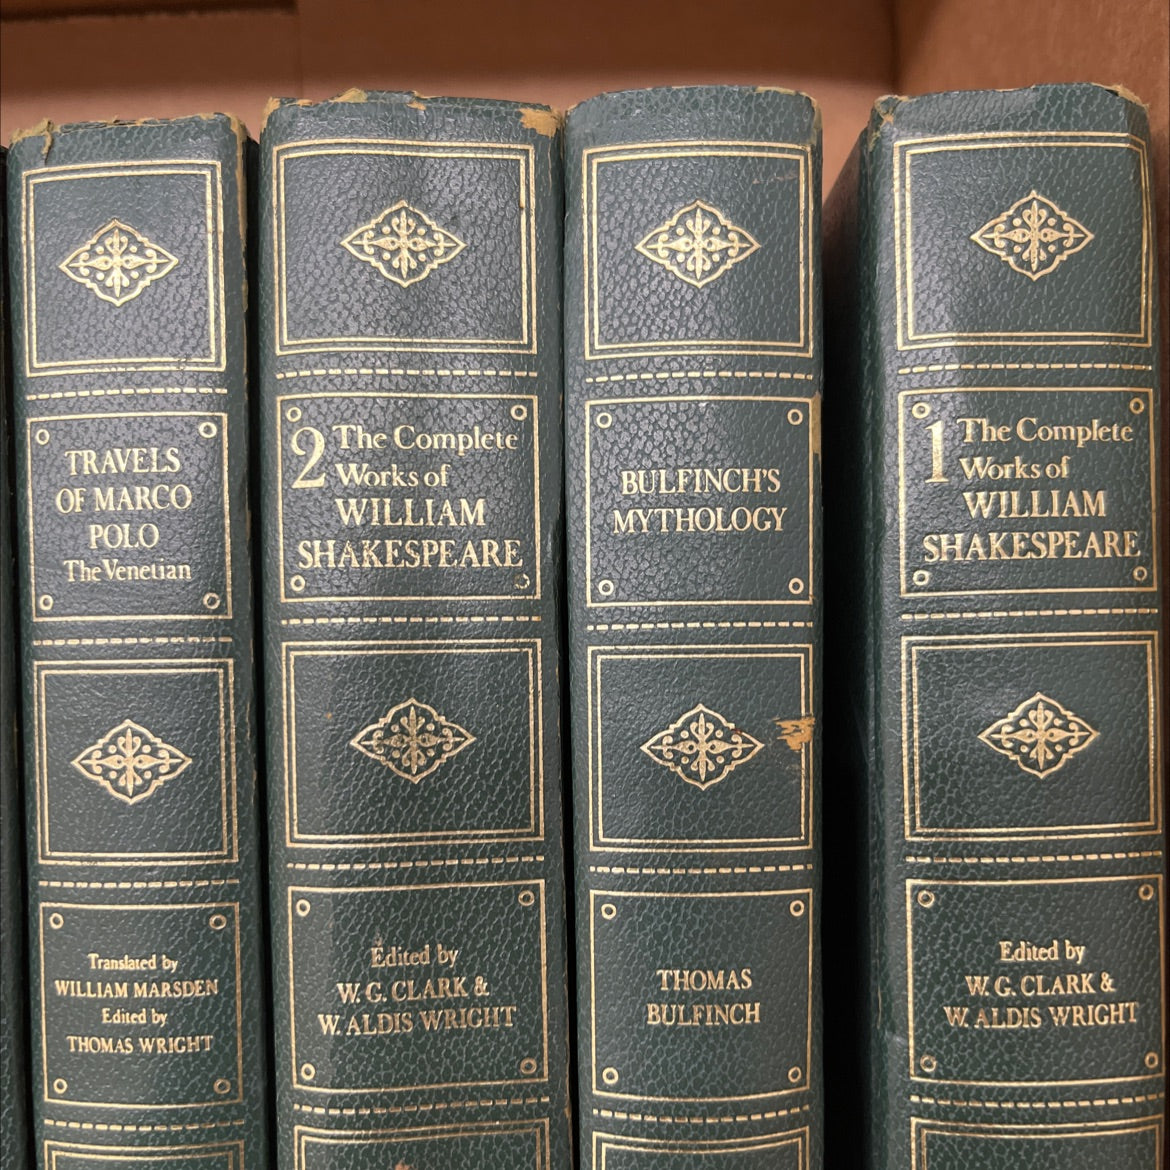 TRAVELS
OF MARCO
POLO
The Venetian
Translated by
WILLIAM MARSDEN
Edited by
THOMAS WRIGHT
2 The Complete
Works of
WILLIAM
SHAKESPEARE
Edited by
W. G. CLARK &
W. ALDIS WRIGHT
BULFINCH'S
MYTHOLOGY
THOMAS
BULFINCH
1 The Complete
Works of
WILLIAM
SHAKESPEARE
Edited by
W. G. CLARK &
W. ALDIS WRIGHT